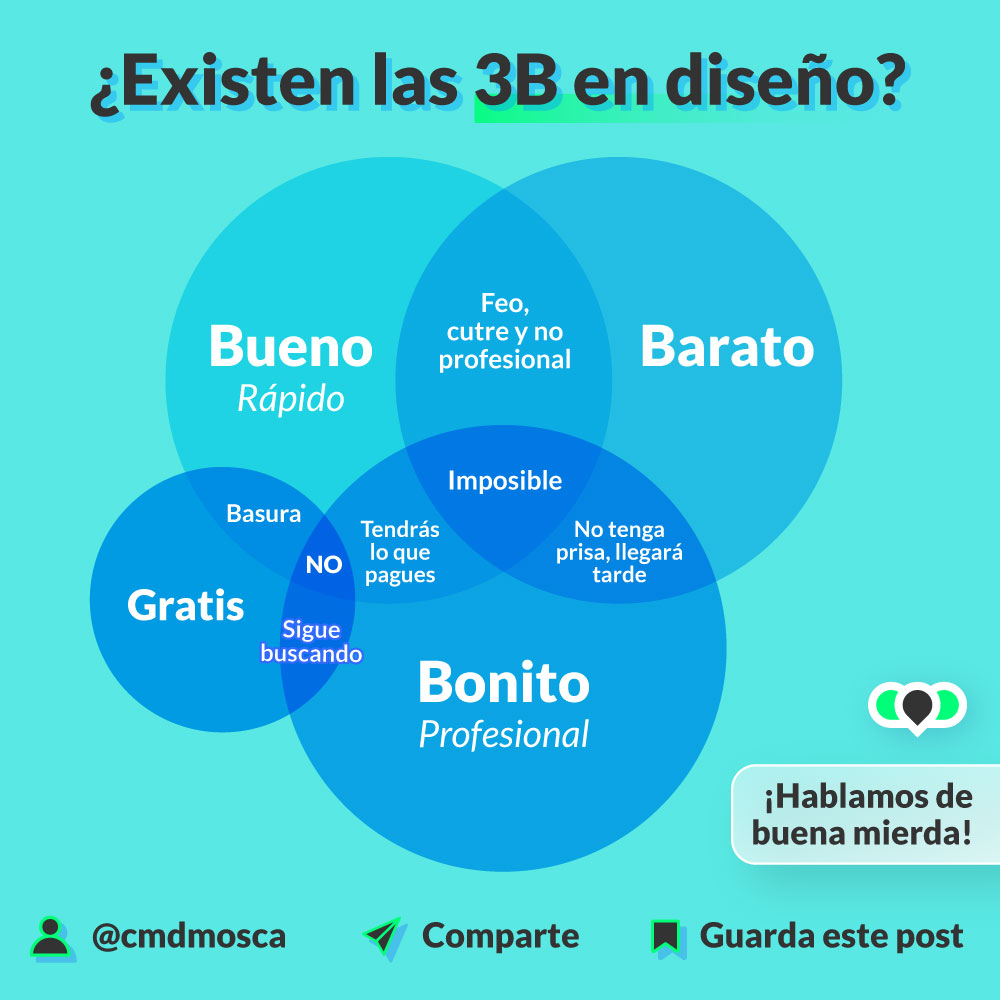 ¿Existen las 3B en diseño?
Feo,
cutre y no
profesional
Bueno
Rápido
Barato
Imposible
Basura
Tendrás
lo que
pagues
No tenga
prisa, llegará
tarde
NO
Gratis
Sigue
buscando
Bonito
Profesional
¡Hablamos de
buena mierda!
@cmdmosca
Comparte
Guarda este post